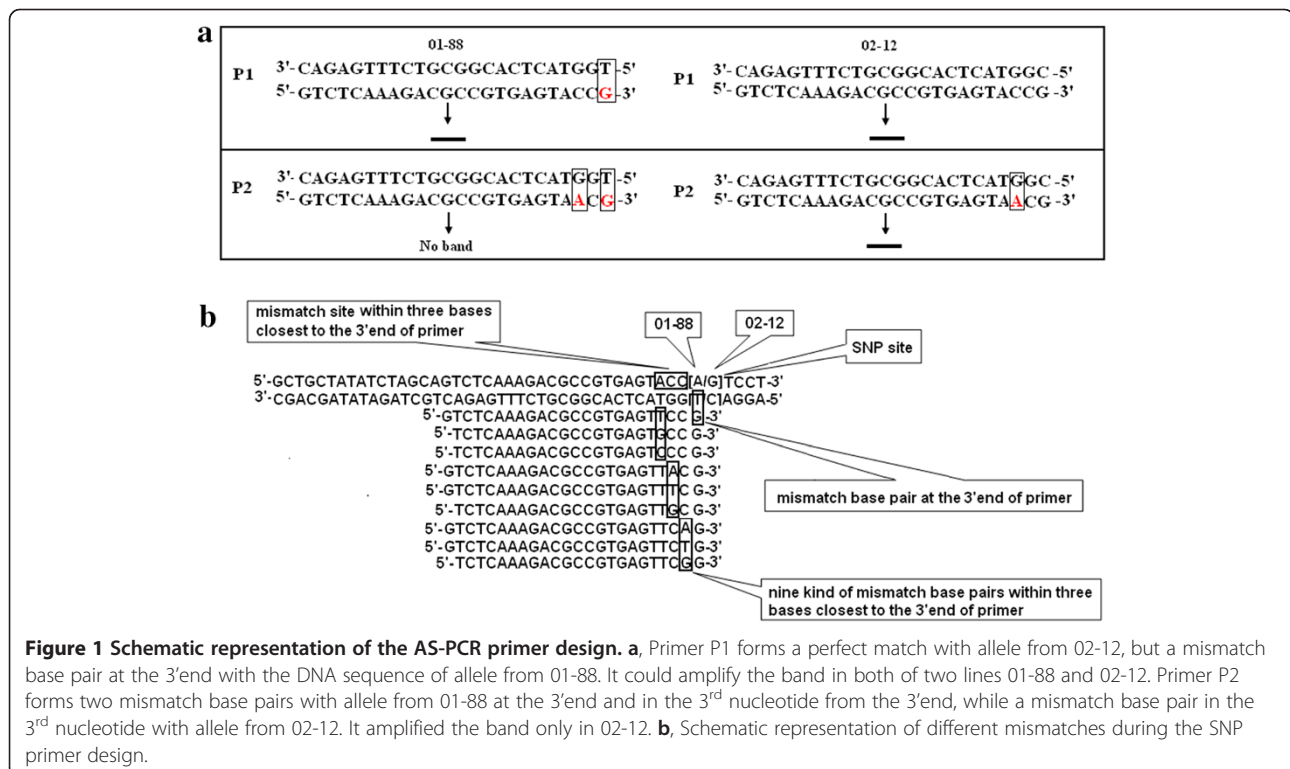 a
01-88
02-12
P1
3'- CAGAGTTTCTGCGGCACTCATGGT-5'
5'- GTCTCAAAGACGCCGTGAGTACCG-3'
P1
3'- CAGAGTTTCTGCGGCACTCATGGC -5'
5'- GTCTCAAAGACGCCGTGAGTACCG -3'
P2
3'- CAGAGTTTCTGCGGCACTCATGGT-5'
5'- GTCTCAAAGACGCCGTGAGTAACG-3'
No band
P2
3'- CAGAGTTTCTGCGGCACTCATGGC-5'
5'- GTCTCAAAGACGCCGTGAGTAACG-3'
b
mismatch site within three bases
closest to the 3'end of primer
01-88
02-12
SNP site
5'-GCTGCTATATCTAGCAGTCTCAAAGACGCCGTGAGTACC[A/G]TCCT-3'
3'-CGACGATATAGATCGTCAGAGTTTCTGCGGCACTCATGG[T/C]AGGA-5'
5'-GTCTCAAAGACGCCGTGAGTTCCG-3'
5'-TCTCAAAGACGCCGTGAGTGCCG-3'
5'-TCTCAAAGACGCCGTGAGTCCCG-3'
5'-GTCTCAAAGACGCCGTGAGTTACG-3'
5'-GTCTCAAAGACGCCGTGAGTTTCG-3'
5'-TCTCAAAGACGCCGTGAGTTGCG-3'
5'-GTCTCAAAGACGCCGTGAGTTCAG-3'
5'-GTCTCAAAGACGCCGTGAGTTCTG-3'
5'-TCTCAAAGACGCCGTGAGTTCGG-3'
mismatch base pair at the 3'end of primer
nine kind of mismatch base pairs within three
bases closest to the 3'end of primer
Figure 1 Schematic representation of the AS-PCR primer design. a, Primer P1 forms a perfect match with allele from 02-12, but a mismatch
base pair at the 3'end with the DNA sequence of allele from 01-88. It could amplify the band in both of two lines 01-88 and 02-12. Primer P2
forms two mismatch base pairs with allele from 01-88 at the 3'end and in the 3rd nucleotide from the 3'end, while a mismatch base pair in the
3rd nucleotide with allele from 02-12. It amplified the band only in 02-12. b, Schematic representation of different mismatches during the SNP
primer design.